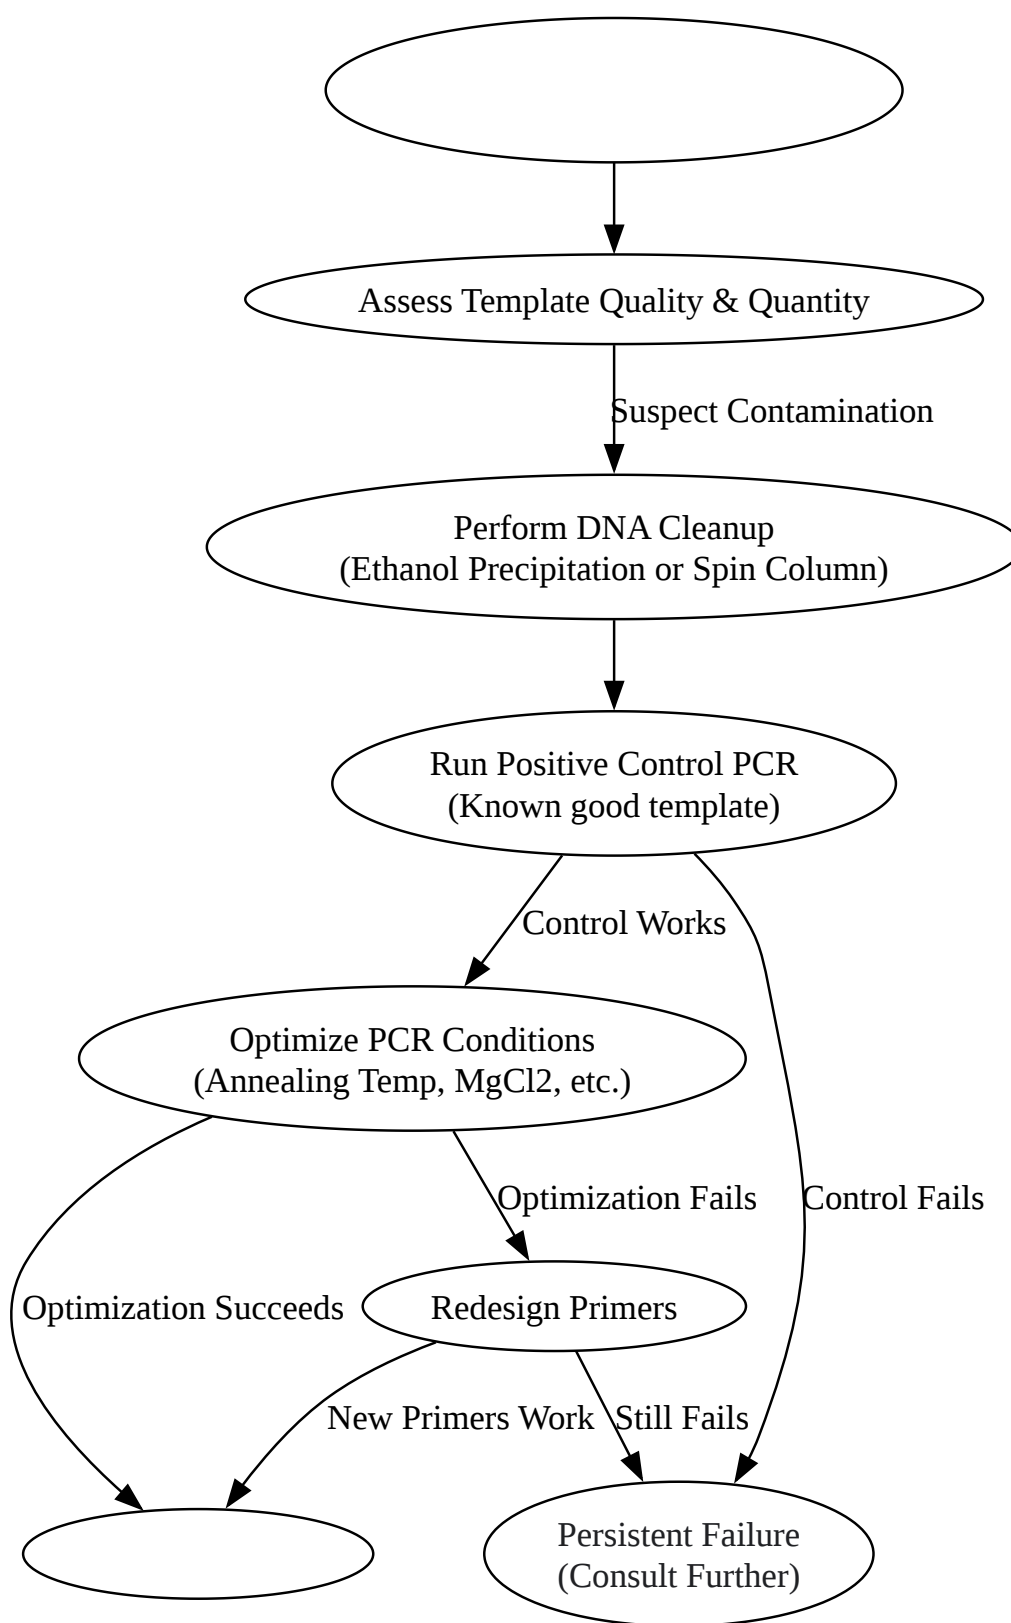 Assess Template Quality & Quantity
Suspect Contamination
Perform DNA Cleanup
(Ethanol Precipitation or Spin Column)
Run Positive Control PCR
(Known good template)
Control Works
Optimize PCR Conditions
(Annealing Temp, MgCl2, etc.)
Optimization Fails
Control Fails
Optimization Succeeds
Redesign Primers
New Primers Work
Still Fails
Persistent Failure
(Consult Further)